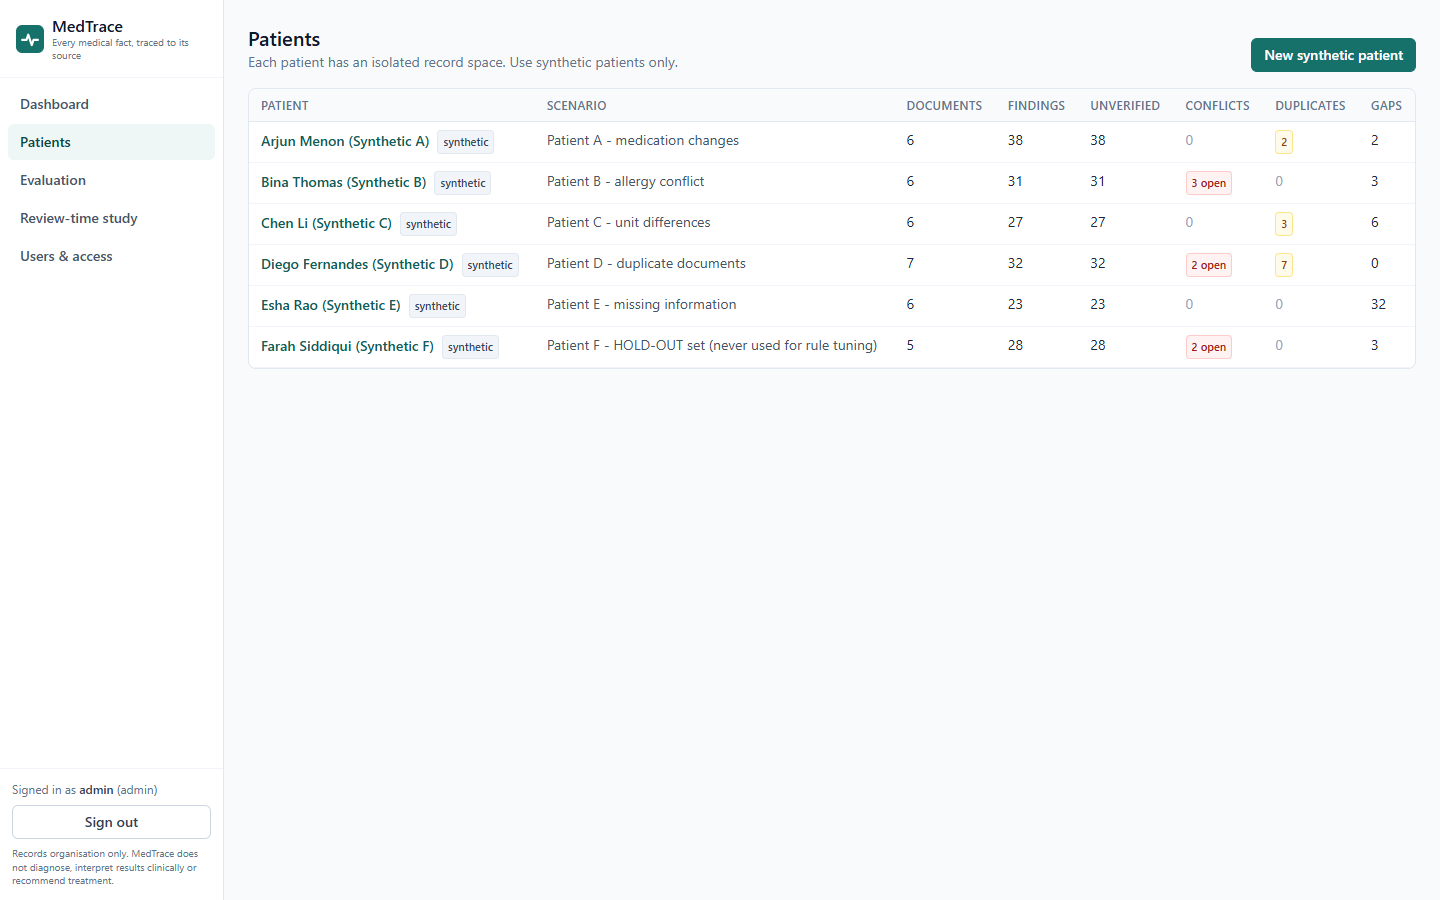 MedTrace
Every medical fact, traced to its
source
Dashboard
Patients
Evaluation
Review-time study
Users & access
Signed in as admin (admin)
Sign out
Records organisation only. MedTrace does
not diagnose, interpret results clinically or
recommend treatment.
Patients
Each patient has an isolated record space. Use synthetic patients only.
New synthetic patient
PATIENT SCENARIO DOCUMENTS FINDINGS UNVERIFIED CONFLICTS DUPLICATES GAPS
Arjun Menon (Synthetic A) synthetic Patient A - medication changes 6 38 38 0 2 2
Bina Thomas (Synthetic B) synthetic Patient B - allergy conflict 6 31 31 3 open 0 3
Chen Li (Synthetic C) synthetic Patient C - unit differences 6 27 27 0 3 6
Diego Fernandes (Synthetic D) synthetic Patient D - duplicate documents 7 32 32 2 open 7 0
Esha Rao (Synthetic E) synthetic Patient E - missing information 6 23 23 0 0 32
Farah Siddiqui (Synthetic F) synthetic Patient F - HOLD-OUT set (never used for rule tuning) 5 28 28 2 open 0 3